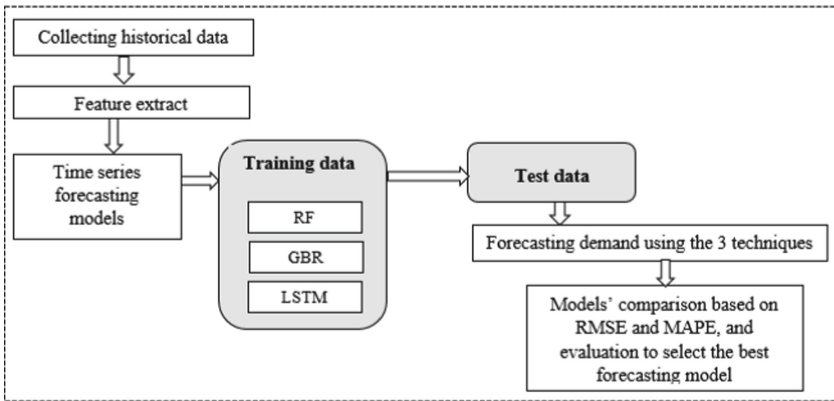 Collecting historical data
Feature extract
Time series
forecasting
models
Training data
RF
GBR
LSTM
Test data
Forecasting demand using the 3 techniques
Models' comparison based on
RMSE and MAPE, and
evaluation to select the best
forecasting model